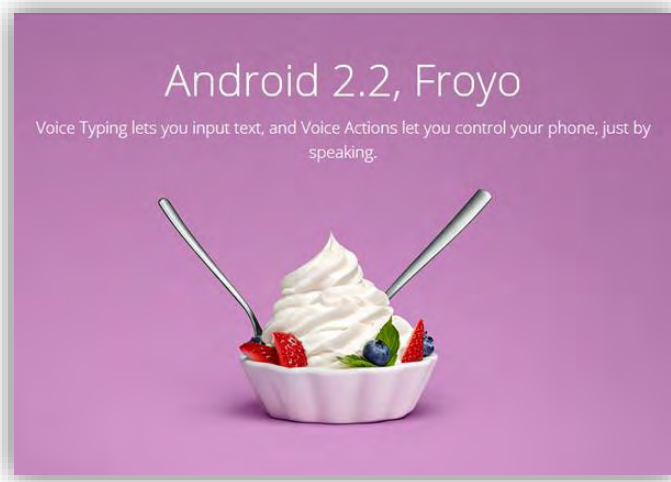 Android 2.2, Froyo
Voice Typing lets you input text, and Voice Actions let you control your phone, just by
speaking.